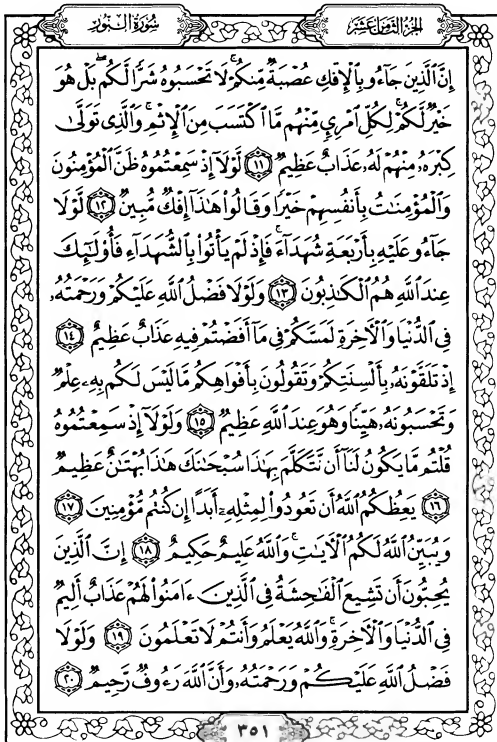 الجزء الثامن عشر
سورة النور
إِنَّ ٱلَّذِينَ جَآءُو بِٱلْإِفْكِ عُصْبَةٌ مِّنكُمْ ۚ لَا تَحْسَبُوهُ شَرًّا لَّكُم ۖ بَلْ هُوَ
خَيْرٌ لَّكُمْ ۚ لِكُلِّ ٱمْرِئٍ مِّنْهُم مَّا ٱكْتَسَبَ مِنَ ٱلْإِثْمِ ۚ وَٱلَّذِى تَوَلَّىٰ
كِبْرَهُۥ مِنْهُمْ لَهُۥ عَذَابٌ عَظِيمٌ ١١ لَّوْلَآ إِذْ سَمِعْتُمُوهُ ظَنَّ ٱلْمُؤْمِنُونَ
وَٱلْمُؤْمِنَٰتُ بِأَنفُسِهِمْ خَيْرًا وَقَالُوا۟ هَٰذَآ إِفْكٌ مُّبِينٌ ١٢ لَّوْلَا
جَآءُو عَلَيْهِ بِأَرْبَعَةِ شُهَدَآءَ ۚ فَإِذْ لَمْ يَأْتُوا۟ بِٱلشُّهَدَآءِ فَأُو۟لَٰٓئِكَ
عِندَ ٱللَّهِ هُمُ ٱلْكَٰذِبُونَ ١٣ وَلَوْلَا فَضْلُ ٱللَّهِ عَلَيْكُمْ وَرَحْمَتُهُۥ
فِى ٱلدُّنْيَا وَٱلْءَاخِرَةِ لَمَسَّكُمْ فِى مَآ أَفَضْتُمْ فِيهِ عَذَابٌ عَظِيمٌ ١٤
إِذْ تَلَقَّوْنَهُۥ بِأَلْسِنَتِكُمْ وَتَقُولُونَ بِأَفْوَاهِكُم مَّا لَيْسَ لَكُم بِهِۦ عِلْمٌ
وَتَحْسَبُونَهُۥ هَيِّنًا وَهُوَ عِندَ ٱللَّهِ عَظِيمٌ ١٥ وَلَوْلَآ إِذْ سَمِعْتُمُوهُ
قُلْتُم مَّا يَكُونُ لَنَآ أَن نَّتَكَلَّمَ بِهَٰذَا سُبْحَٰنَكَ هَٰذَا بُهْتَٰنٌ عَظِيمٌ
١٦ يَعِظُكُمُ ٱللَّهُ أَن تَعُودُوا۟ لِمِثْلِهِۦٓ أَبَدًا إِن كُنتُم مُّؤْمِنِينَ ١٧
وَيُبَيِّنُ ٱللَّهُ لَكُمُ ٱلْءَايَٰتِ ۚ وَٱللَّهُ عَلِيمٌ حَكِيمٌ ١٨ إِنَّ ٱلَّذِينَ
يُحِبُّونَ أَن تَشِيعَ ٱلْفَٰحِشَةُ فِى ٱلَّذِينَ ءَامَنُوا۟ لَهُمْ عَذَابٌ أَلِيمٌ
فِى ٱلدُّنْيَا وَٱلْءَاخِرَةِ ۚ وَٱللَّهُ يَعْلَمُ وَأَنتُمْ لَا تَعْلَمُونَ ١٩ وَلَوْلَا
فَضْلُ ٱللَّهِ عَلَيْكُمْ وَرَحْمَتُهُۥ وَأَنَّ ٱللَّهَ رَءُوفٌ رَّحِيمٌ ٢٠
٣٥١